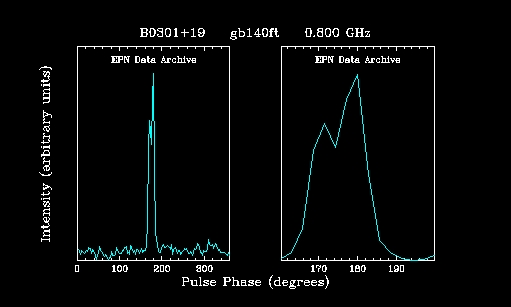 B0301+19 gb140ft 0.800 GHz
EPN Data Archive
EPN Data Archive
Intensity (arbitrary units)
0 100 200 300
170 180 190
Pulse Phase (degrees)